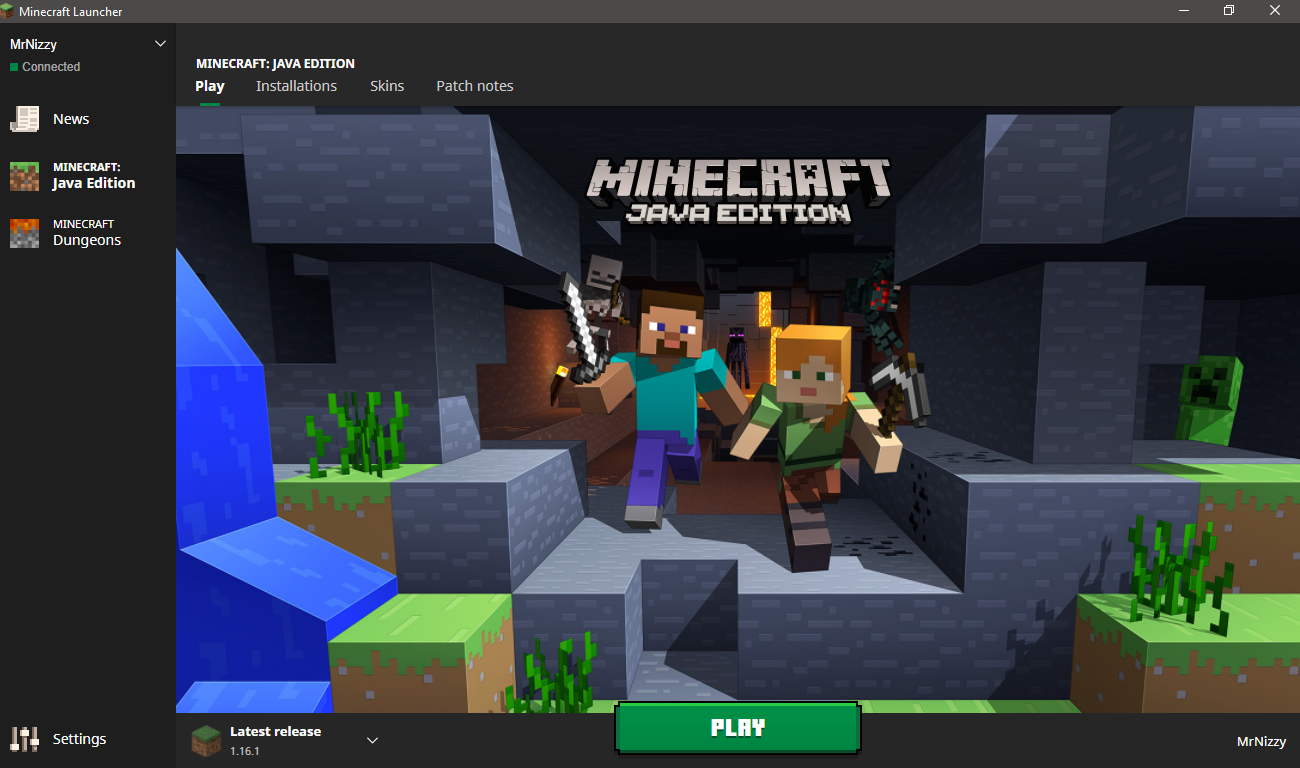 Minecraft Launcher
MrNizzy
Connected
News
MINECRAFT:
Java Edition
MINECRAFT
Dungeons
Settings
MINECRAFT: JAVA EDITION
Play
Installations
Skins
Patch notes
MINECRAFT
JAVA EDITION
Latest release
1.16.1
PLAY
MrNizzy